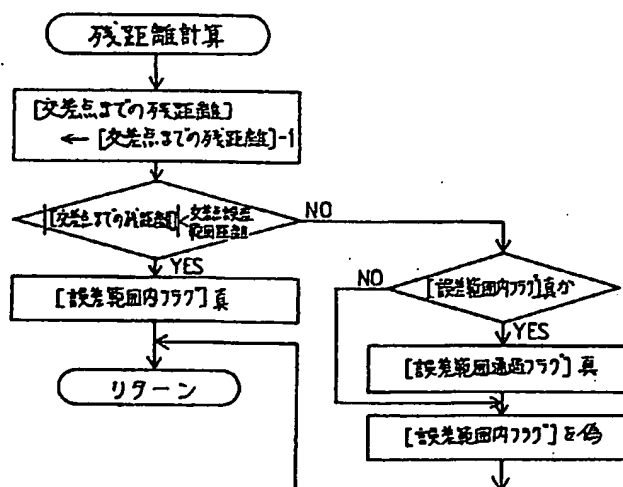 残距離計算
[交差点までの残距離]
← [交差点までの残距離]-1
|[交差点までの残距離]|<交差点誤差
範囲距離
NO
YES
[誤差範囲内フラグ]真
リターン
NO
[誤差範囲内フラグ]真か
YES
[誤差範囲通過フラグ]真
[誤差範囲内フラグ]を偽